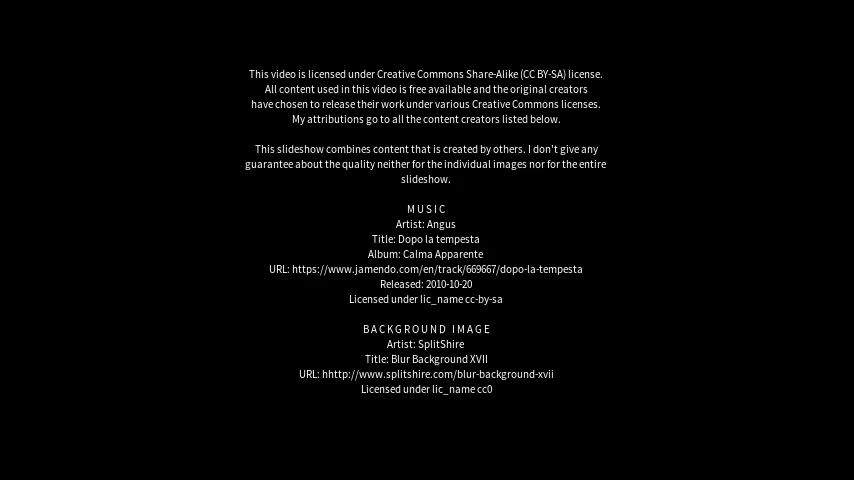 This video is licensed under Creative Commons Share-Alike (CC BY-SA) license.
All content used in this video is free available and the original creators
have chosen to release their work under various Creative Commons licenses.
My attributions go to all the content creators listed below.
This slideshow combines content that is created by others. I don't give any
guarantee about the quality neither for the individual images nor for the entire
slideshow.
MUSIC
Artist: Angus
Title: Dopo la tempesta
Album: Calma Apparente
URL: https://www.jamendo.com/en/track/669667/dopo-la-tempesta
Released: 2010-10-20
Licensed under lic_name cc-by-sa
BACKGROUND IMAGE
Artist: SplitShire
Title: Blur Background XVII
URL: hhttp://www.splitshire.com/blur-background-xvii
Licensed under lic_name cc0